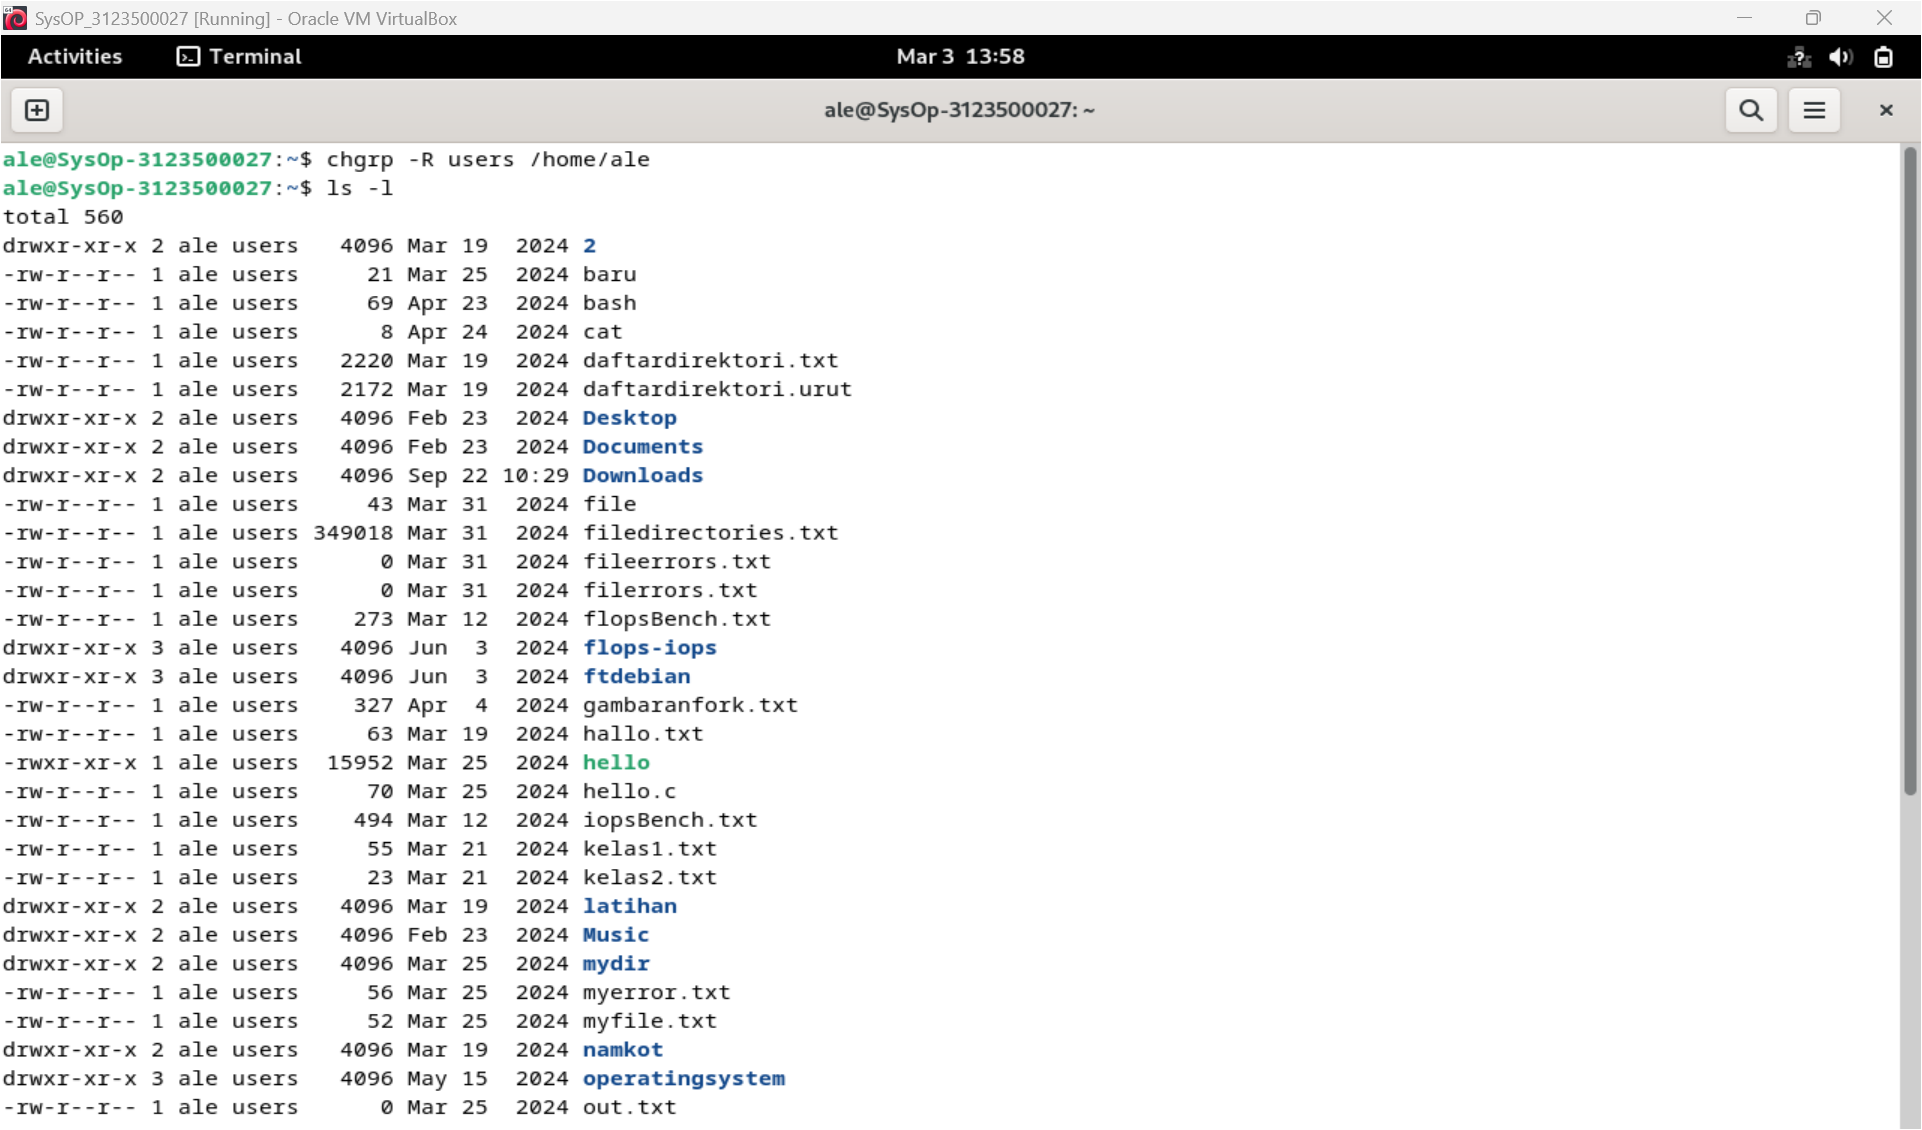 SysOP_3123500027 [Running] - Oracle VM VirtualBox
Activities Terminal Mar 3 13:58
ale@SysOp-3123500027: ~
ale@SysOp-3123500027:~$ chgrp -R users /home/ale
ale@SysOp-3123500027:~$ ls -l
total 560
drwxr-xr-x 2 ale users   4096 Mar 19  2024 2
-rw-r--r-- 1 ale users     21 Mar 25  2024 baru
-rw-r--r-- 1 ale users     69 Apr 23  2024 bash
-rw-r--r-- 1 ale users      8 Apr 24  2024 cat
-rw-r--r-- 1 ale users   2220 Mar 19  2024 daftardirektori.txt
-rw-r--r-- 1 ale users   2172 Mar 19  2024 daftardirektori.urut
drwxr-xr-x 2 ale users   4096 Feb 23  2024 Desktop
drwxr-xr-x 2 ale users   4096 Feb 23  2024 Documents
drwxr-xr-x 2 ale users   4096 Sep 22 10:29 Downloads
-rw-r--r-- 1 ale users     43 Mar 31  2024 file
-rw-r--r-- 1 ale users 349018 Mar 31  2024 filedirectories.txt
-rw-r--r-- 1 ale users      0 Mar 31  2024 fileerrors.txt
-rw-r--r-- 1 ale users      0 Mar 31  2024 filerrors.txt
-rw-r--r-- 1 ale users    273 Mar 12  2024 flopsBench.txt
drwxr-xr-x 3 ale users   4096 Jun  3  2024 flops-iops
drwxr-xr-x 3 ale users   4096 Jun  3  2024 ftdebian
-rw-r--r-- 1 ale users    327 Apr  4  2024 gambaranfork.txt
-rw-r--r-- 1 ale users     63 Mar 19  2024 hallo.txt
-rwxr-xr-x 1 ale users  15952 Mar 25  2024 hello
-rw-r--r-- 1 ale users     70 Mar 25  2024 hello.c
-rw-r--r-- 1 ale users    494 Mar 12  2024 iopsBench.txt
-rw-r--r-- 1 ale users     55 Mar 21  2024 kelas1.txt
-rw-r--r-- 1 ale users     23 Mar 21  2024 kelas2.txt
drwxr-xr-x 2 ale users   4096 Mar 19  2024 latihan
drwxr-xr-x 2 ale users   4096 Feb 23  2024 Music
drwxr-xr-x 2 ale users   4096 Mar 25  2024 mydir
-rw-r--r-- 1 ale users     56 Mar 25  2024 myerror.txt
-rw-r--r-- 1 ale users     52 Mar 25  2024 myfile.txt
drwxr-xr-x 2 ale users   4096 Mar 19  2024 namkot
drwxr-xr-x 3 ale users   4096 May 15  2024 operatingsystem
-rw-r--r-- 1 ale users      0 Mar 25  2024 out.txt